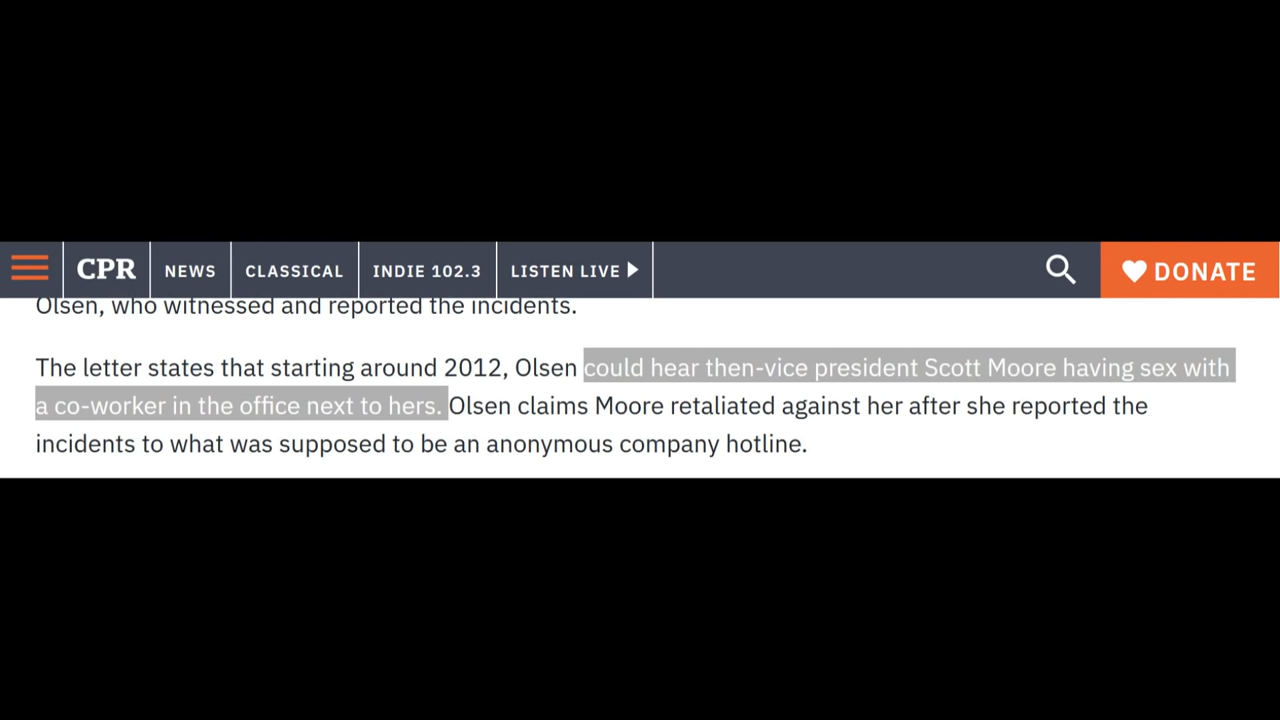 CPR NEWS CLASSICAL INDIE 102.3 LISTEN LIVE DONATE
Olsen, who witnessed and reported the incidents.
The letter states that starting around 2012, Olsen could hear then-vice president Scott Moore having sex with
a co-worker in the office next to hers. Olsen claims Moore retaliated against her after she reported the
incidents to what was supposed to be an anonymous company hotline.